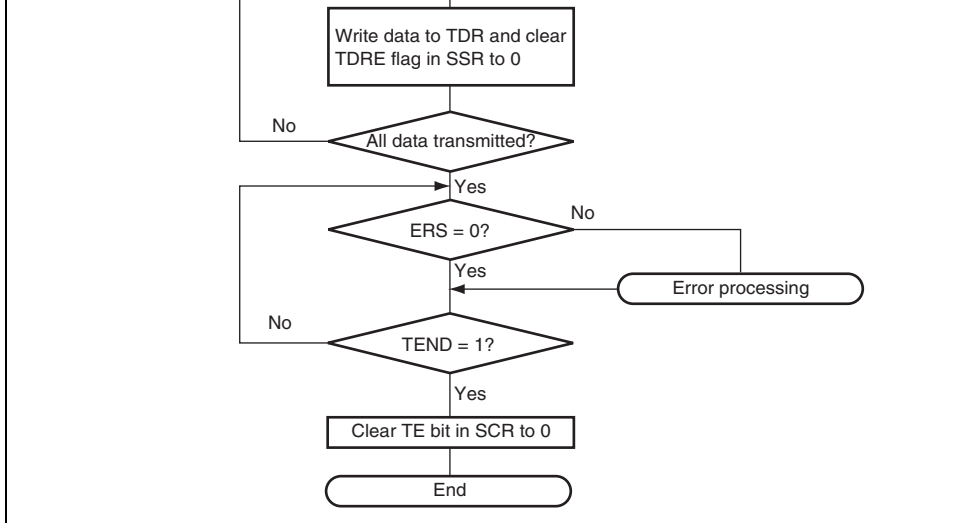 Write data to TDR and clear
TDRE flag in SSR to 0
No
All data transmitted?
Yes
No
ERS = 0?
Yes
Error processing
No
TEND = 1?
Yes
Clear TE bit in SCR to 0
End